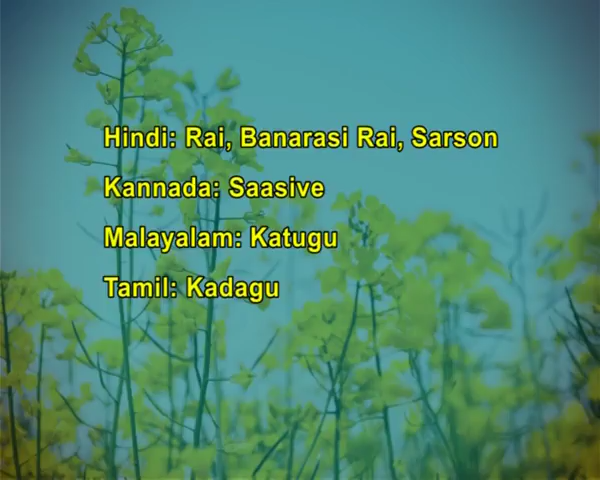 Hindi: Rai, Banarasi Rai, Sarson
Kannada: Saasive
Malayalam: Katugu
Tamil: Kadagu